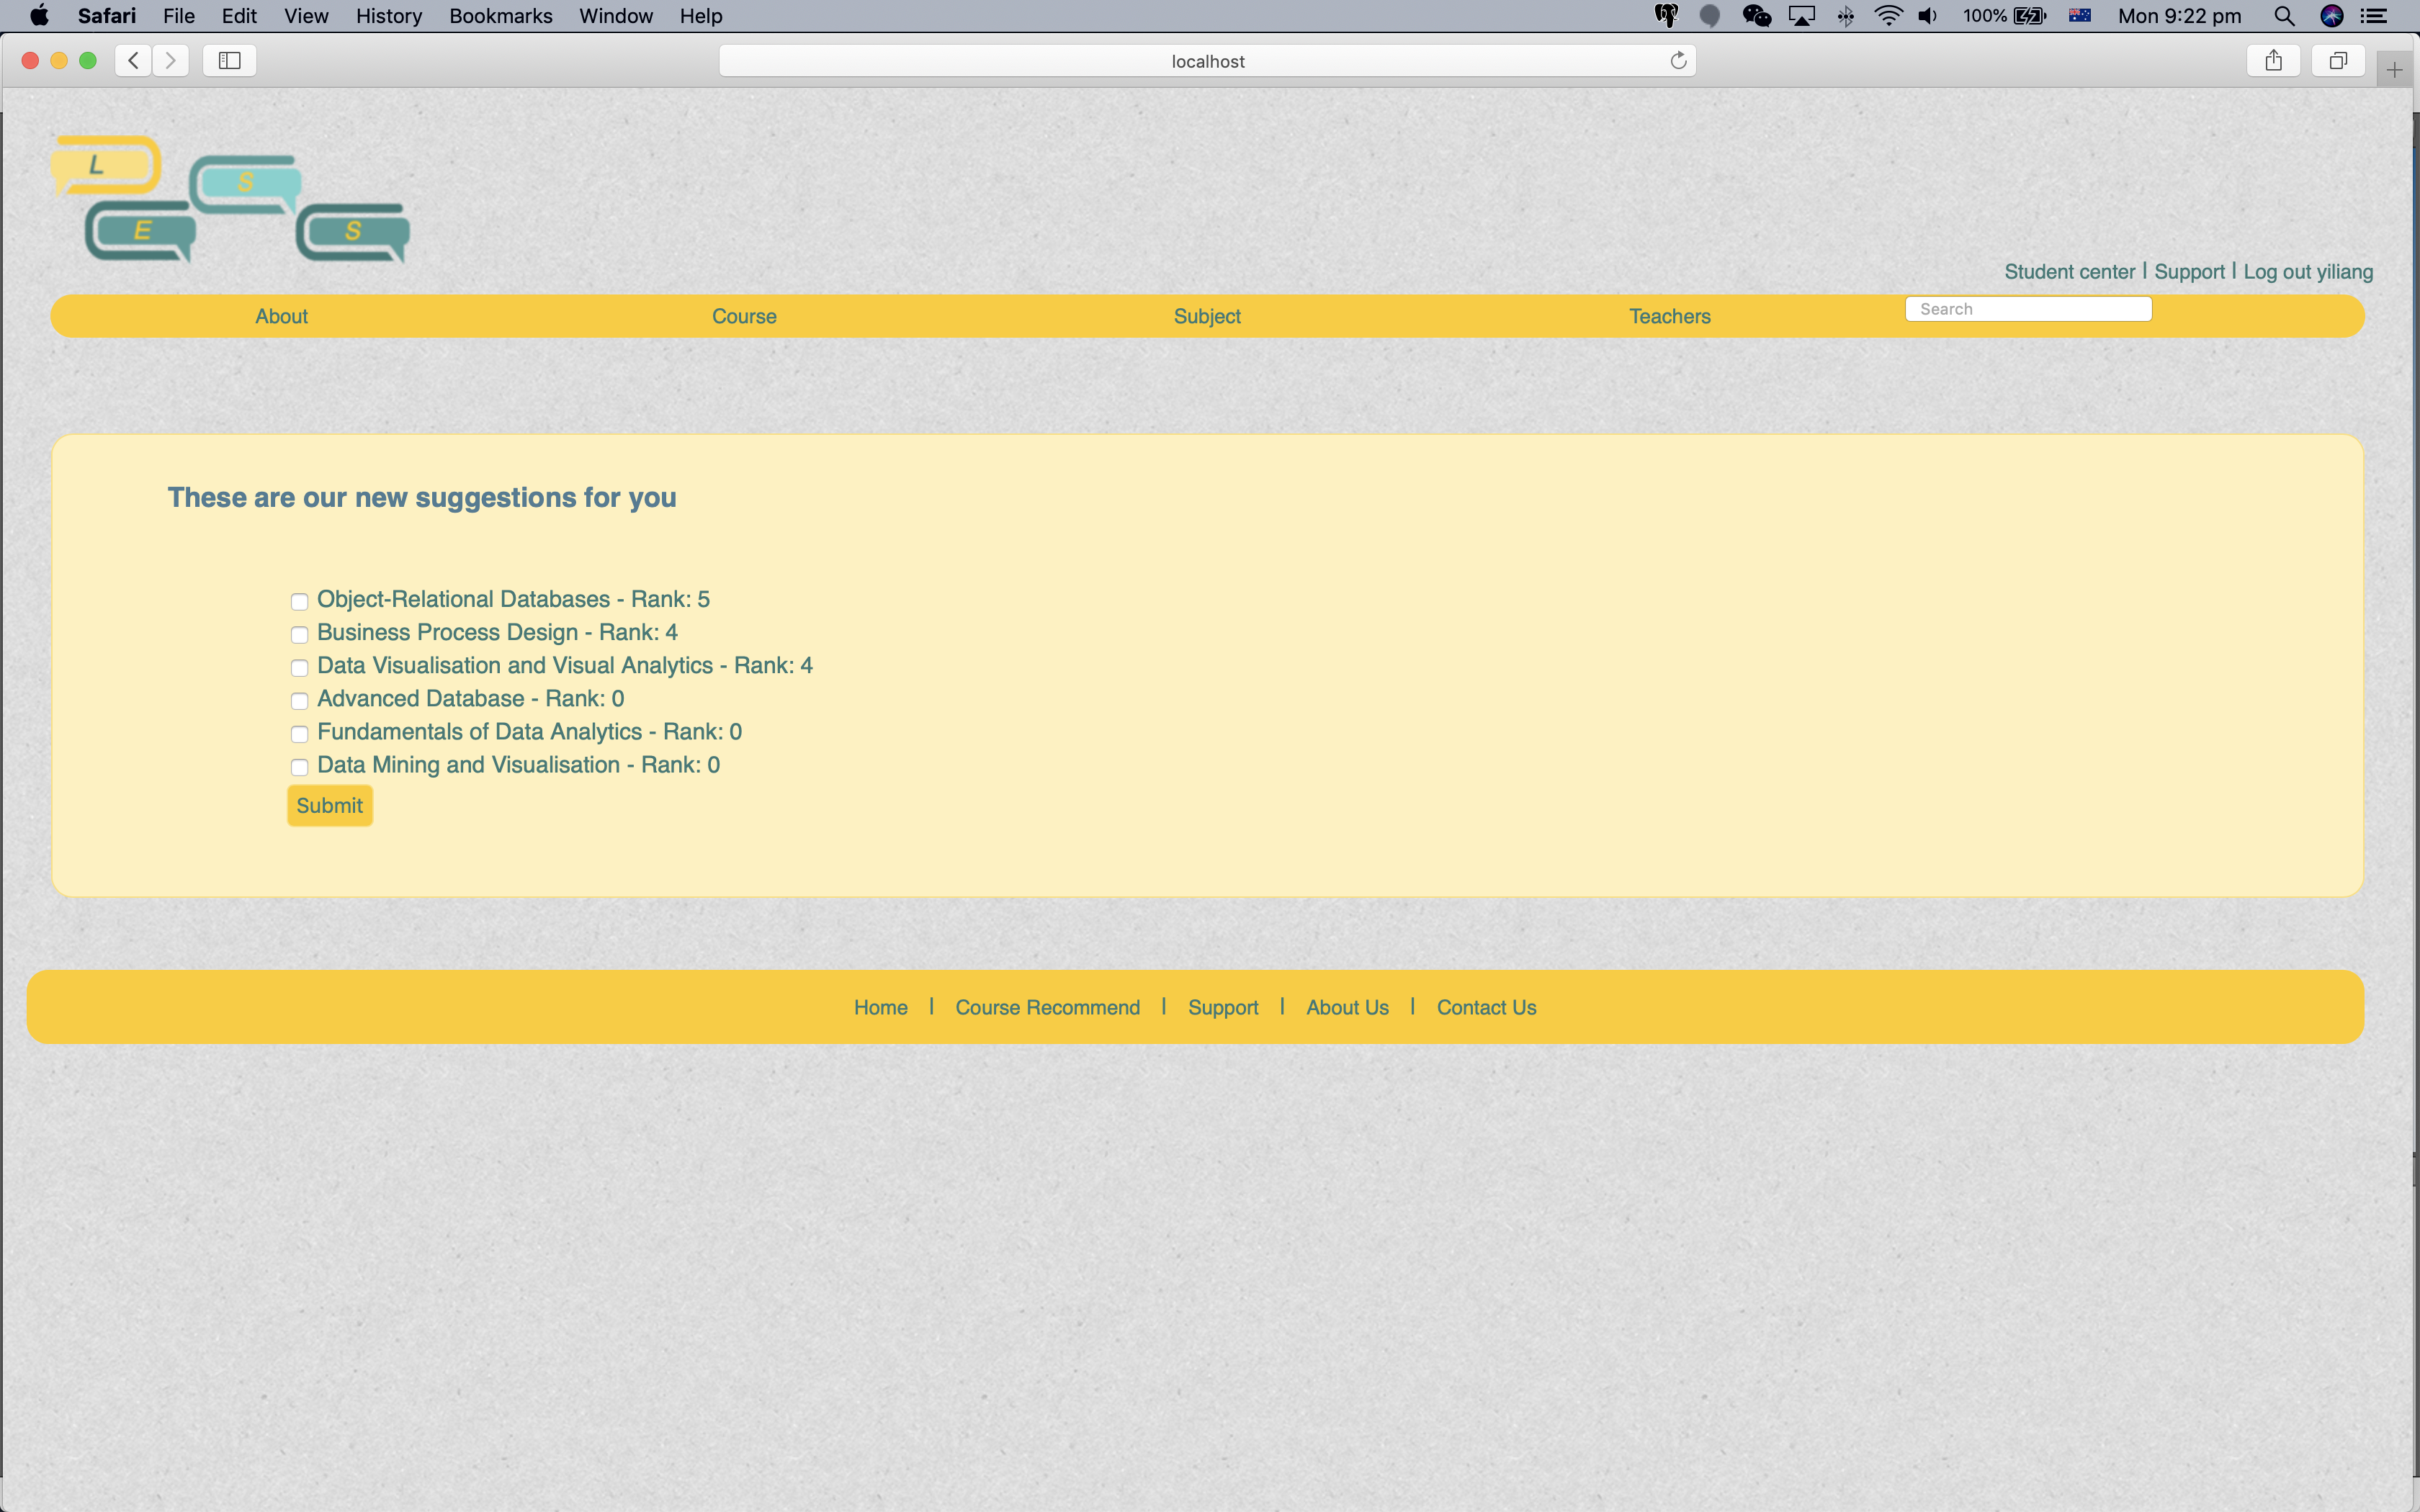 Safari File Edit View History Bookmarks Window Help 100% Mon 9:22 pm
localhost
L
S
E
S
Student center | Support | Log out yiliang
About Course Subject Teachers Search
These are our new suggestions for you
Object-Relational Databases - Rank: 5
Business Process Design - Rank: 4
Data Visualisation and Visual Analytics - Rank: 4
Advanced Database - Rank: 0
Fundamentals of Data Analytics - Rank: 0
Data Mining and Visualisation - Rank: 0
Submit
Home | Course Recommend | Support | About Us | Contact Us